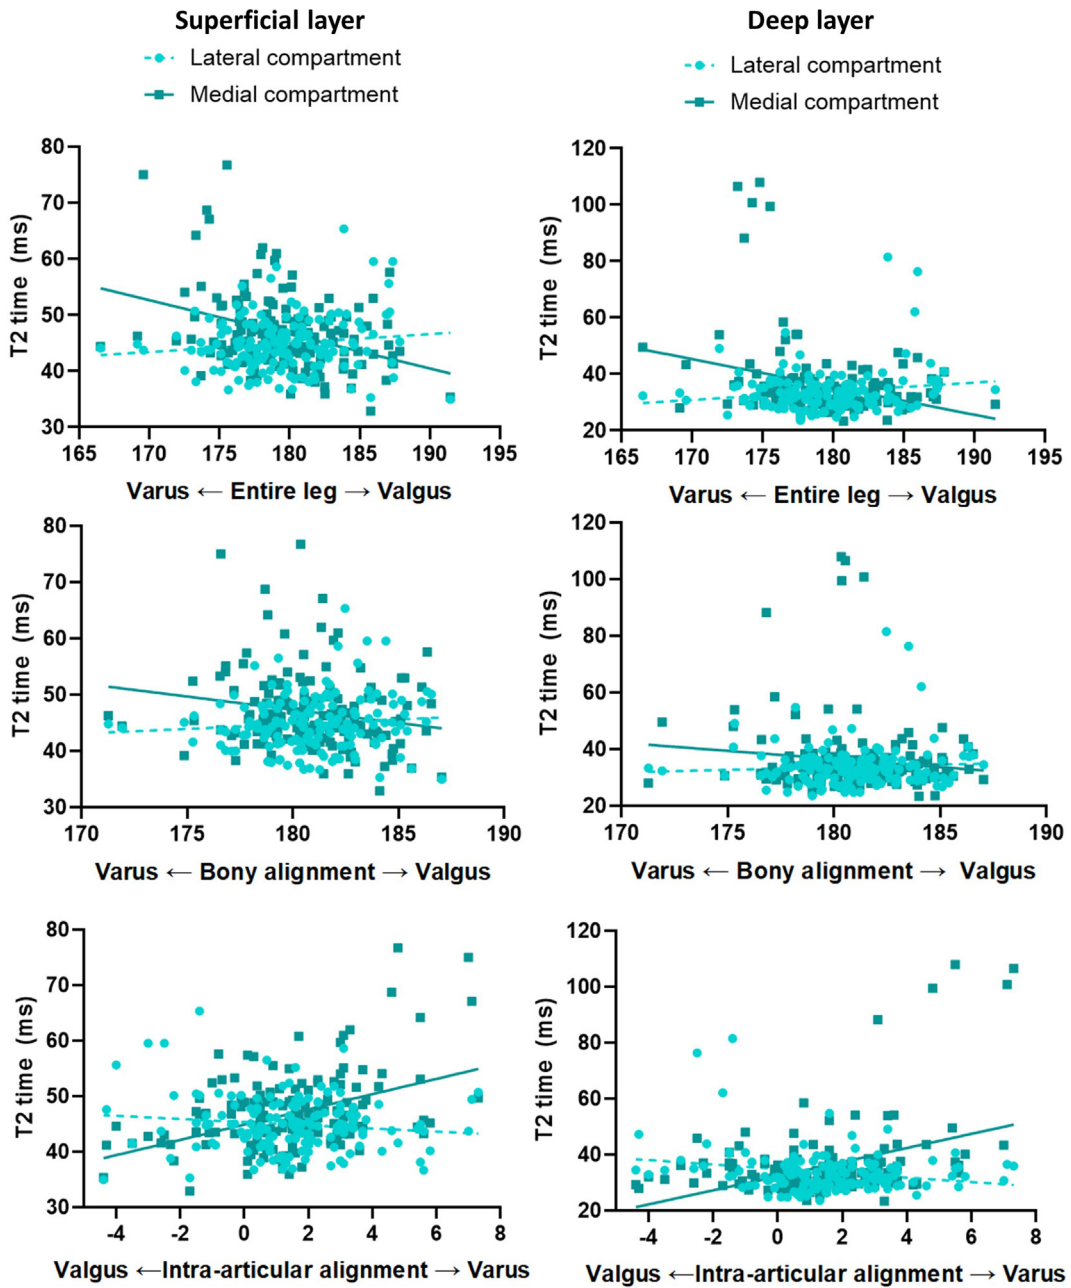 Superficial layer
Lateral compartment
Medial compartment
Deep layer
Lateral compartment
Medial compartment
T2 time (ms)
80
70
60
50
40
30
165 170 175 180 185 190 195
Varus ← Entire leg → Valgus
T2 time (ms)
120
100
80
60
40
20
165 170 175 180 185 190 195
Varus ← Entire leg → Valgus
T2 time (ms)
80
70
60
50
40
30
170 175 180 185 190
Varus ← Bony alignment → Valgus
T2 time (ms)
120
100
80
60
40
20
170 175 180 185 190
Varus ← Bony alignment → Valgus
T2 time (ms)
80
70
60
50
40
30
-4 -2 0 2 4 6 8
Valgus ←Intra-articular alignment → Varus
T2 time (ms)
120
100
80
60
40
20
-4 -2 0 2 4 6 8
Valgus ←Intra-articular alignment → Varus